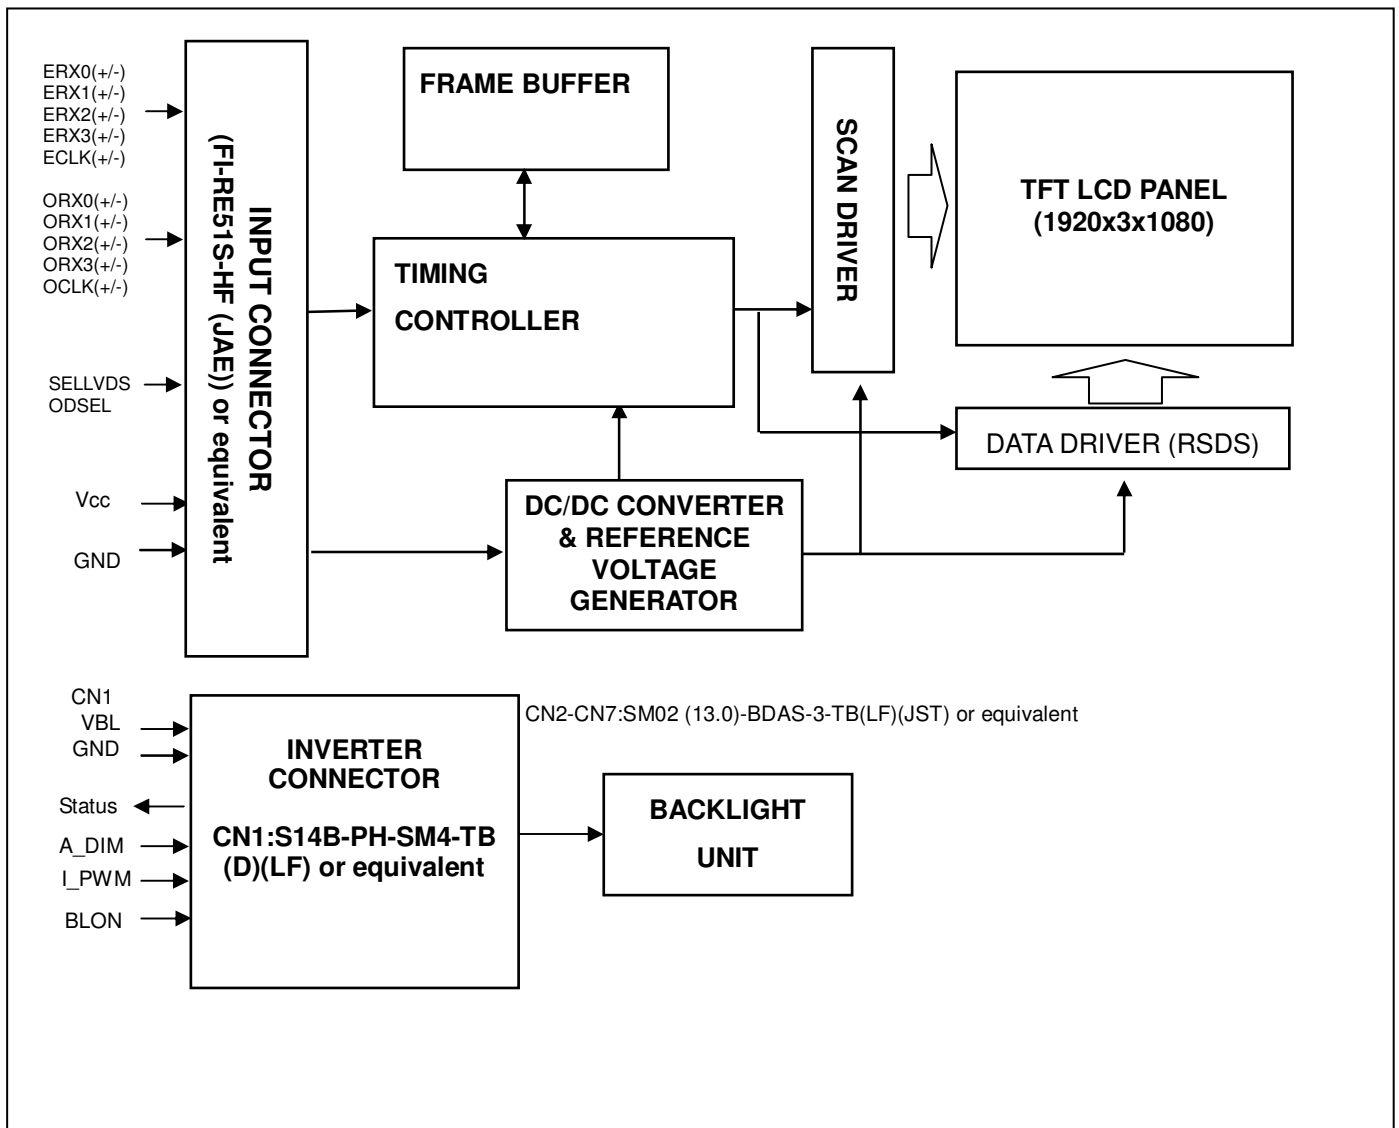 ERX0(+/-)
ERX1(+/-)
ERX2(+/-)
ERX3(+/-)
ECLK(+/-)
ORX0(+/-)
ORX1(+/-)
ORX2(+/-)
ORX3(+/-)
OCLK(+/-)
SELLVDS
ODSEL
Vcc
GND
INPUT CONNECTOR
(FI-RE51S-HF (JAE)) or equivalent
FRAME BUFFER
TIMING
CONTROLLER
SCAN DRIVER
TFT LCD PANEL
(1920x3x1080)
DATA DRIVER (RSDS)
DC/DC CONVERTER
& REFERENCE
VOLTAGE
GENERATOR
CN1
VBL
GND
Status
A_DIM
I_PWM
BLON
INVERTER
CONNECTOR
CN1:S14B-PH-SM4-TB
(D)(LF) or equivalent
CN2-CN7:SM02 (13.0)-BDAS-3-TB(LF)(JST) or equivalent
BACKLIGHT
UNIT